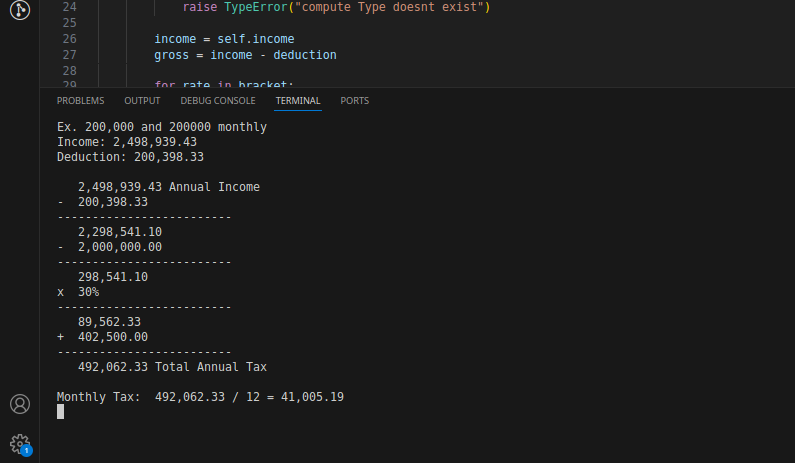 24 raise TypeError("compute Type doesnt exist")
25
26 income = self.income
27 gross = income - deduction
28
29 for rate in bracket:
PROBLEMS OUTPUT DEBUG CONSOLE TERMINAL PORTS
Ex. 200,000 and 200000 monthly
Income: 2,498,939.43
Deduction: 200,398.33
2,498,939.43 Annual Income
- 200,398.33
-------------------------
2,298,541.10
- 2,000,000.00
-------------------------
298,541.10
x 30%
-------------------------
89,562.33
+ 402,500.00
-------------------------
492,062.33 Total Annual Tax
Monthly Tax: 492,062.33 / 12 = 41,005.19
1